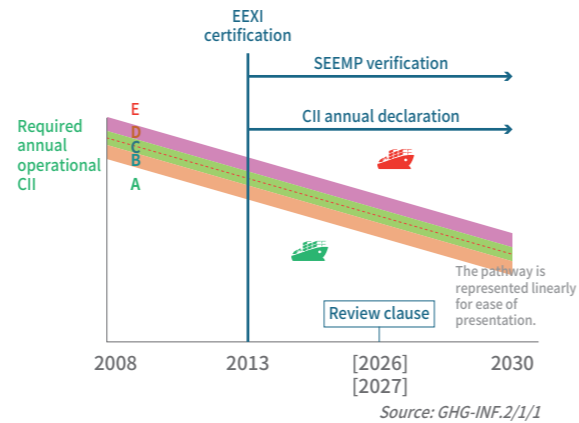 EEXI
certification
SEEMP verification
CII annual declaration
Required
annual
operational
CII
E
D
C
B
A
The pathway is
represented linearly
for ease of
presentation.
Review clause
2008
2013
[2026]
[2027]
2030
Source: GHG-INF.2/1/1